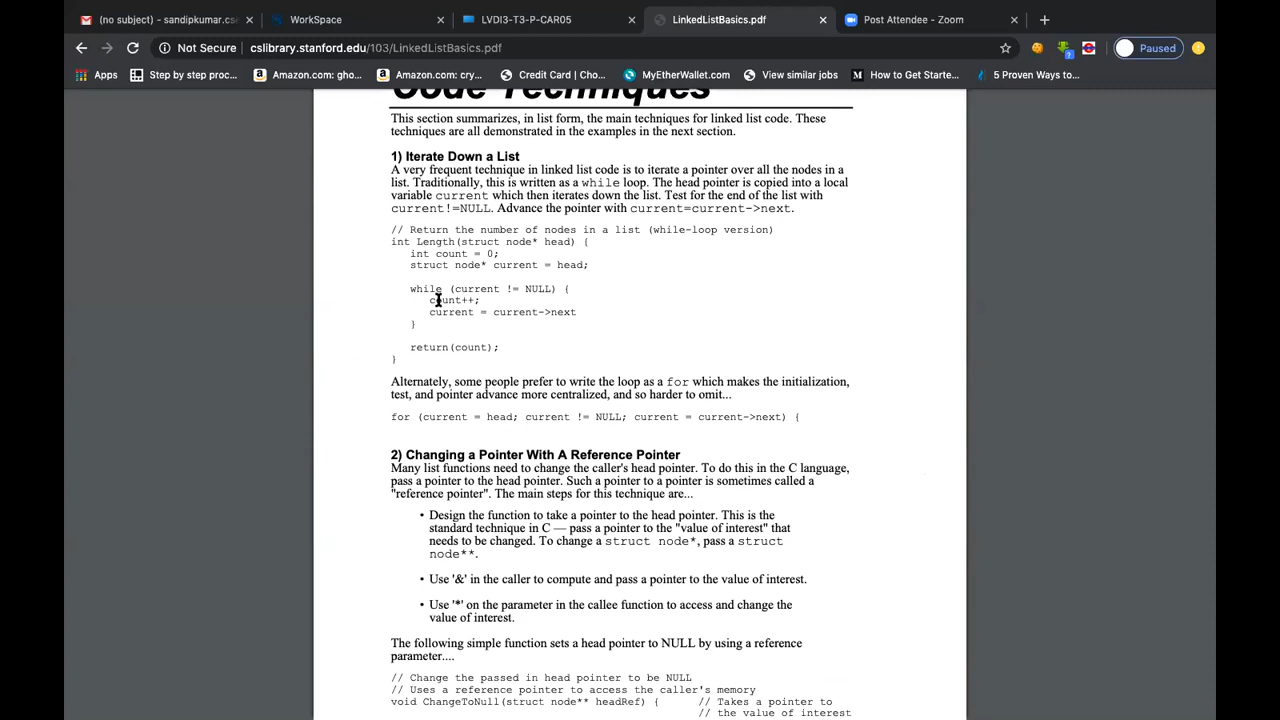 (no subject) - sandipkumar.cs
WorkSpace
LVDI3-T3-P-CAR05
LinkedListBasics.pdf
Post Attendee - Zoom
Not Secure
cslibrary.stanford.edu/103/LinkedListBasics.pdf
Paused
Apps
Step by step proc...
Amazon.com: gho...
Amazon.com: cry...
Credit Card | Cho...
MyEtherWallet.com
View similar jobs
How to Get Starte...
5 Proven Ways to...
Code Techniques
This section summarizes, in list form, the main techniques for linked list code. These
techniques are all demonstrated in the examples in the next section.
1) Iterate Down a List
A very frequent technique in linked list code is to iterate a pointer over all the nodes in a
list. Traditionally, this is written as a while loop. The head pointer is copied into a local
variable current which then iterates down the list. Test for the end of the list with
current!=NULL. Advance the pointer with current=current->next.
// Return the number of nodes in a list (while-loop version)
int Length(struct node* head) {
int count = 0;
struct node* current = head;
while (current != NULL) {
count++;
current = current->next
}
return(count);
}
Alternately, some people prefer to write the loop as a for which makes the initialization,
test, and pointer advance more centralized, and so harder to omit...
for (current = head; current != NULL; current = current->next) {
2) Changing a Pointer With A Reference Pointer
Many list functions need to change the caller's head pointer. To do this in the C language,
pass a pointer to the head pointer. Such a pointer to a pointer is sometimes called a
"reference pointer". The main steps for this technique are...
• Design the function to take a pointer to the head pointer. This is the
standard technique in C — pass a pointer to the "value of interest" that
needs to be changed. To change a struct node*, pass a struct
node**.
• Use '&' in the caller to compute and pass a pointer to the value of interest.
• Use '*' on the parameter in the callee function to access and change the
value of interest.
The following simple function sets a head pointer to NULL by using a reference
parameter....
// Change the passed in head pointer to be NULL
// Uses a reference pointer to access the caller's memory
void ChangeToNull(struct node** headRef) { // Takes a pointer to
// the value of interest